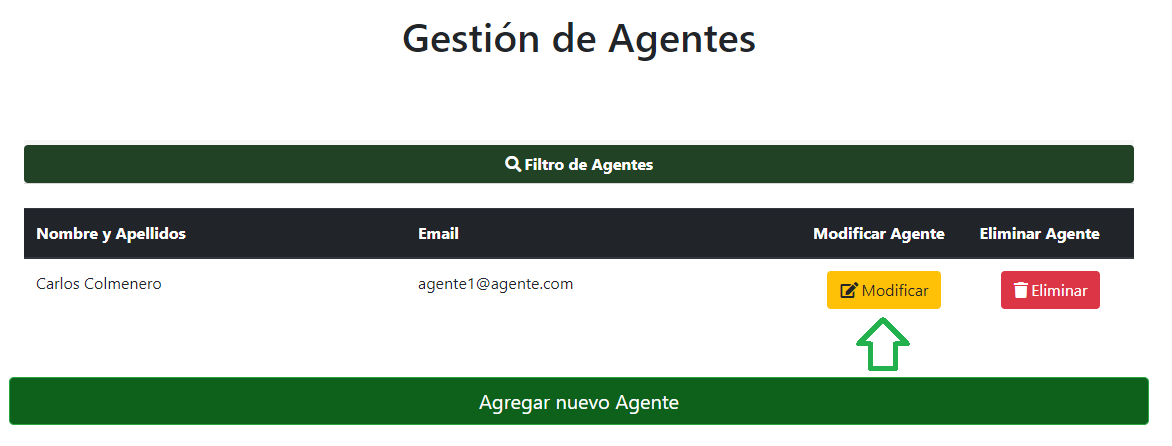 Gestión de Agentes
Filtro de Agentes
Nombre y Apellidos Email Modificar Agente Eliminar Agente
Carlos Colmenero agente1@agente.com Modificar Eliminar
Agregar nuevo Agente